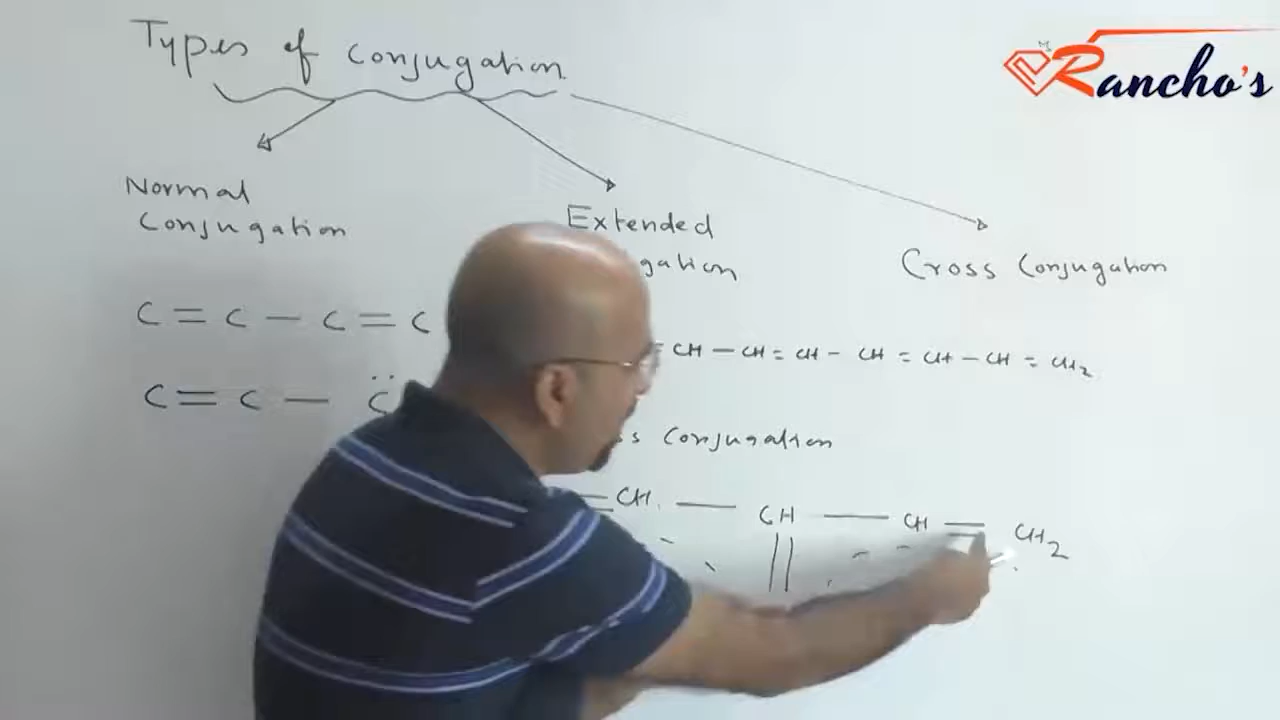 Types of Conjugation
Rancho's
Normal
Conjugation
Extended
gation
Cross Conjugation
C = C - C = C
= CH - CH = CH - CH = CH - CH = CH2
C = C - C̈
s Conjugation
= CH - CH - CH = CH2
||